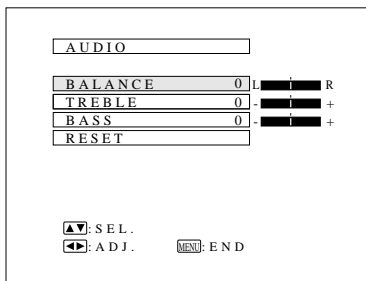 AUDIO
BALANCE 0 L R
TREBLE 0 - +
BASS 0 - +
RESET
▲▼:SEL.
◀▶:ADJ. MENU:END